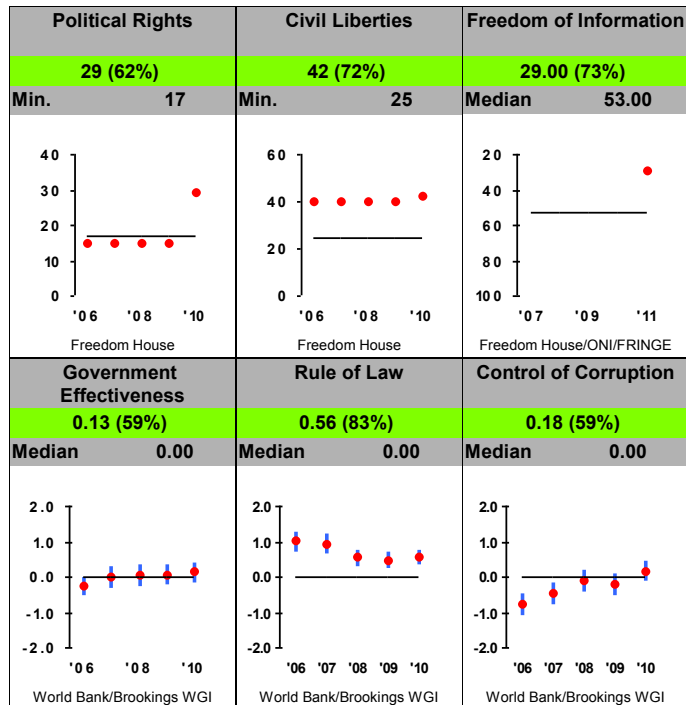 Political Rights
29 (62%)
Min. 17
40
30
20
10
0
'06 '08 '10
Freedom House
Civil Liberties
42 (72%)
Min. 25
60
40
20
0
'06 '08 '10
Freedom House
Freedom of Information
29.00 (73%)
Median 53.00
20
40
60
80
100
'07 '09 '11
Freedom House/ONI/FRINGE
Government
Effectiveness
0.13 (59%)
Median 0.00
2.0
1.0
0.0
-1.0
-2.0
'06 '08 '10
World Bank/Brookings WGI
Rule of Law
0.56 (83%)
Median 0.00
2.0
1.0
0.0
-1.0
-2.0
'06 '07 '08 '09 '10
World Bank/Brookings WGI
Control of Corruption
0.18 (59%)
Median 0.00
2.0
1.0
0.0
-1.0
-2.0
'06 '07 '08 '09 '10
World Bank/Brookings WGI